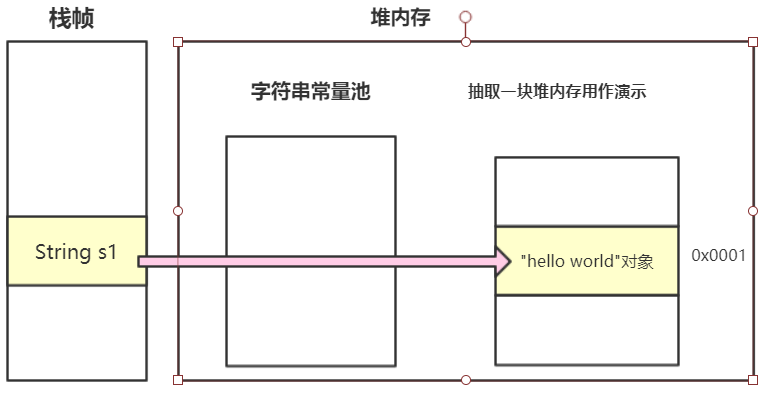 栈帧
堆内存
字符串常量池
抽取一块堆内存用作演示
String s1
"hello world"对象
0x0001